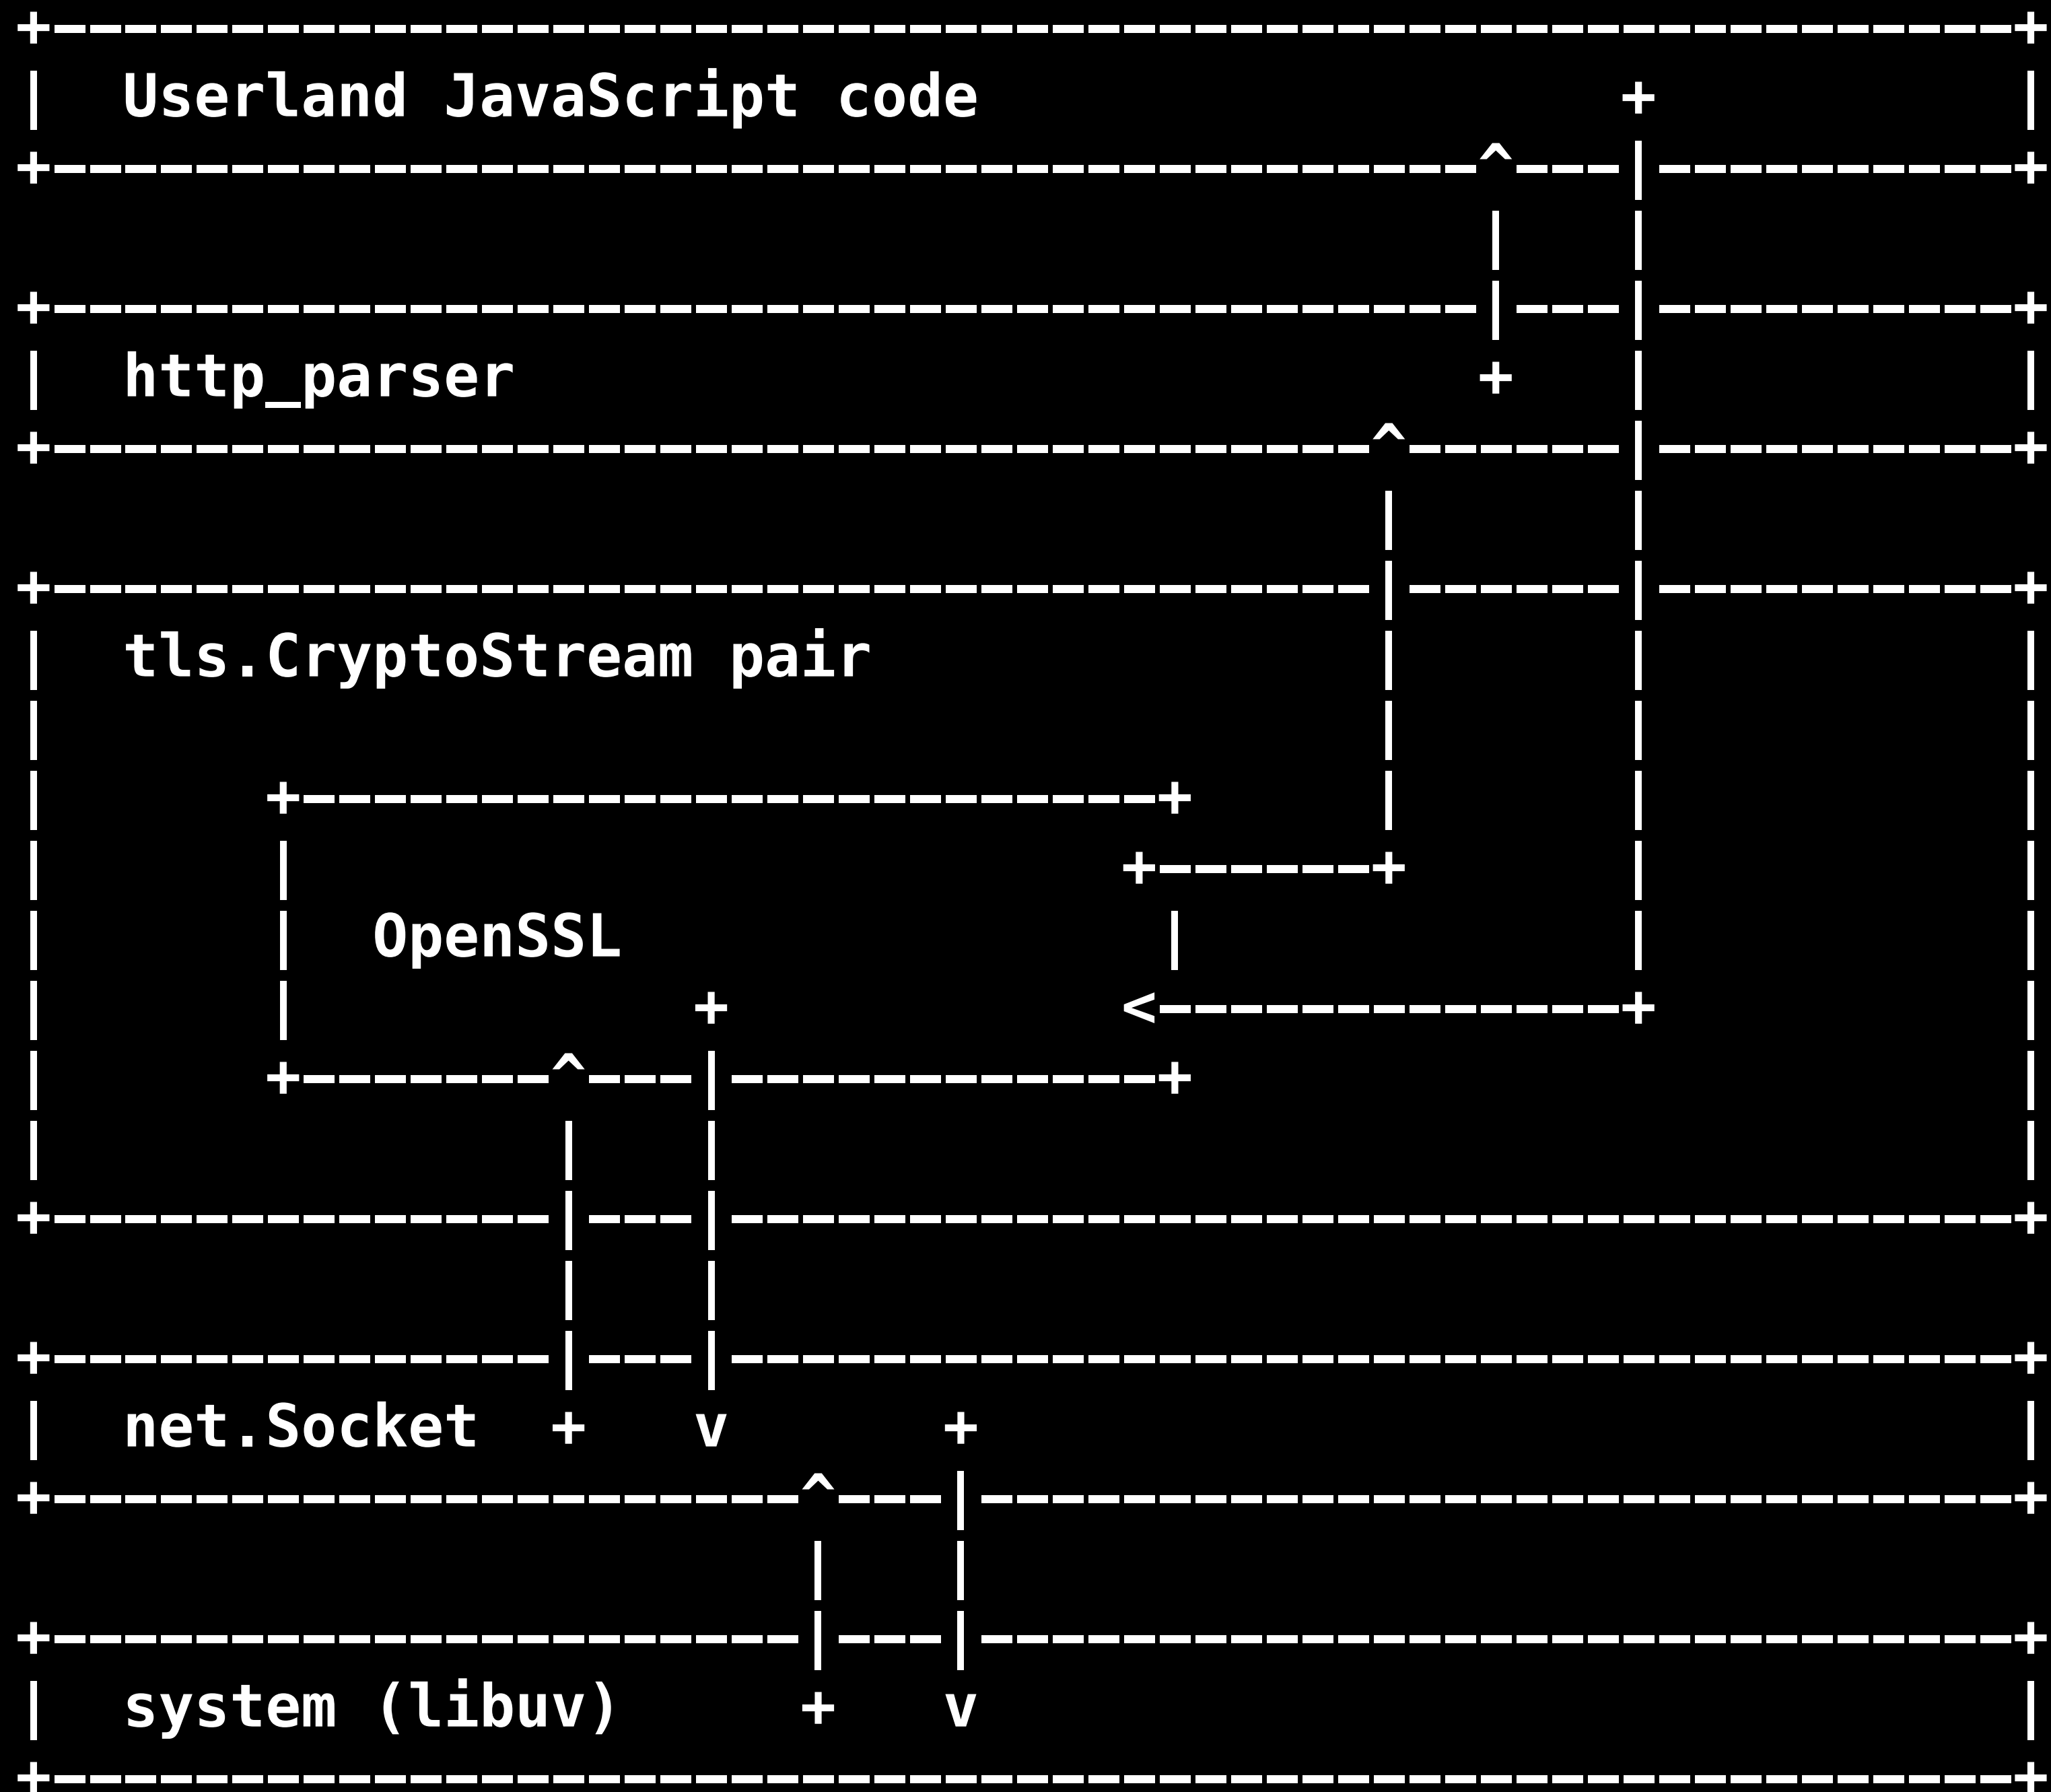 Userland JavaScript code
http_parser
tls.CryptoStream pair
OpenSSL
net.Socket
system (libuv)